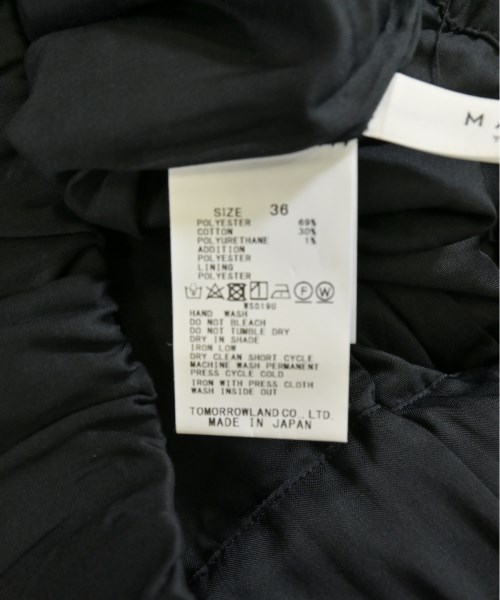 MA
T
SIZE 36
POLYESTER 69%
COTTON 30%
POLYURETHANE 1%
ADDITION
POLYESTER
LINING
POLYESTER
F W
WS019U
HAND WASH
DO NOT BLEACH
DO NOT TUMBLE DRY
DRY IN SHADE
IRON LOW
DRY CLEAN SHORT CYCLE
MACHINE WASH PERMANENT
PRESS CYCLE COLD
IRON WITH PRESS CLOTH
WASH INSIDE OUT
TOMORROWLAND CO., LTD.
MADE IN JAPAN